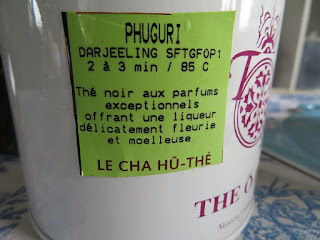 PHUGURI
DARJEELING SFTGFOP1
2 à 3 min / 85 C
Thé noir aux parfums
exceptionnels
offrant une liqueur
délicatement fleurie
et moelleuse.
LE CHA HÛ-THÉ
THE O